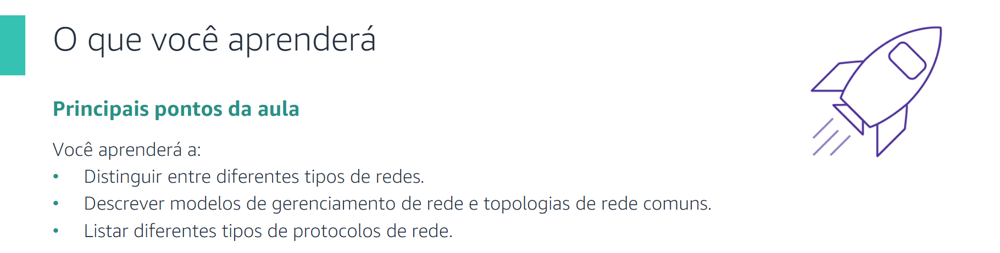 O que você aprenderá
Principais pontos da aula
Você aprenderá a:
• Distinguir entre diferentes tipos de redes.
• Descrever modelos de gerenciamento de rede e topologias de rede comuns.
• Listar diferentes tipos de protocolos de rede.